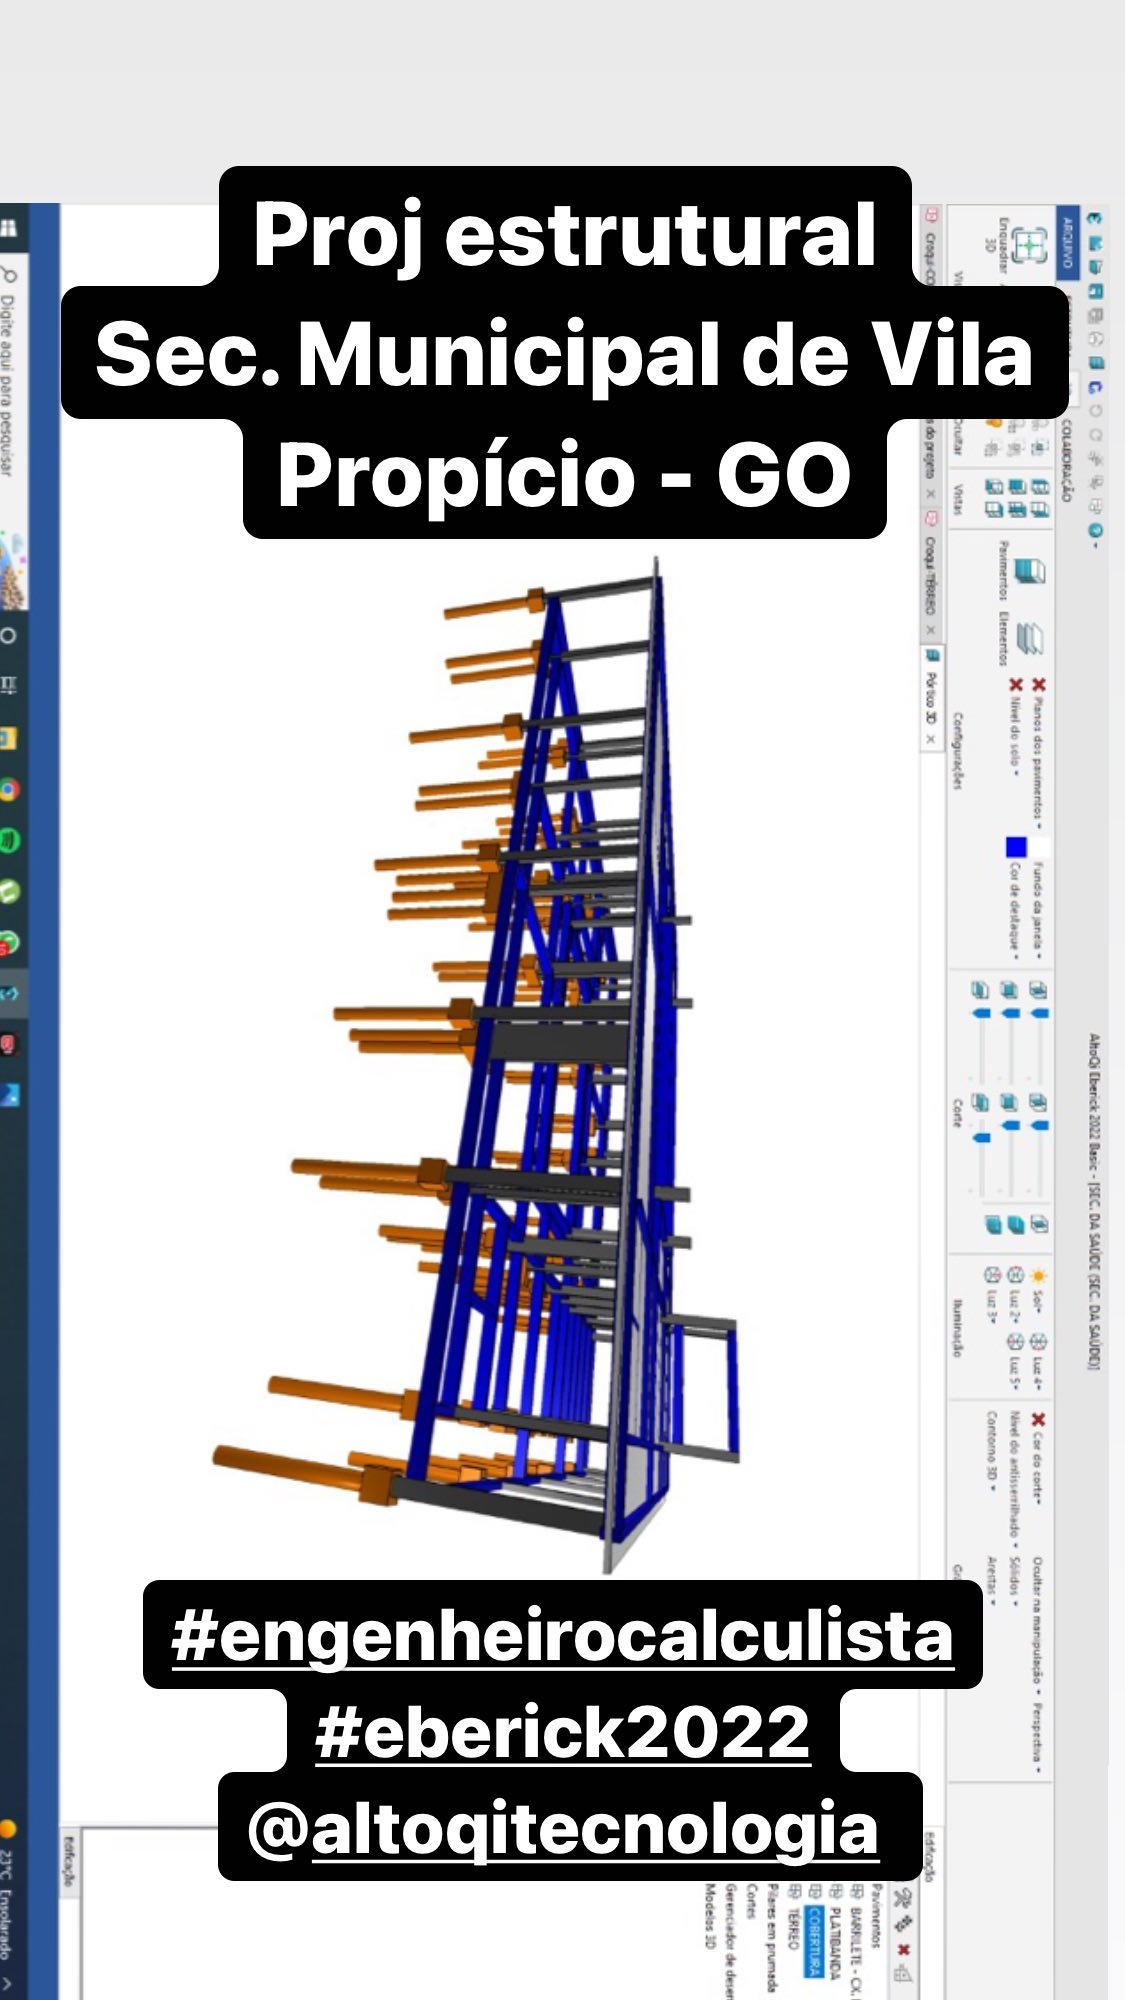 Proj estrutural
Sec. Municipal de Vila
Propício - GO
#engenheirocalculista
#eberick2022
@altoqitecnologia
AltoQi Eberick 2022 Basic - [SEC. DA SAÚDE (SEC. DA SAÚDE)]
ARQUIVO
COLABORAÇÃO
Enquadrar
3D
Pavimentos
Elementos
Planos dos pavimentos
Nível do solo
Fundo da janela
Cor de destaque
Sol
Luz 2
Luz 3
Luz 4
Luz 5
Cor do corte
Nível do antisserrilhado
Contorno 3D
Ocultar na manipulação
Sólidos
Arestas
Perspectiva
Ocultar
Vistas
Configurações
Corte
Iluminação
do projeto
Croqui-TÉRREO
Pórtico 3D
Edificação
Pavimentos
BARRILETE - CX.
PLATIBANDA
COBERTURA
TÉRREO
Pilares em prumada
Cortes
Gerenciador de desen
Modelos 3D
Edificação
Digite aqui para pesquisar
23°C Ensolarado